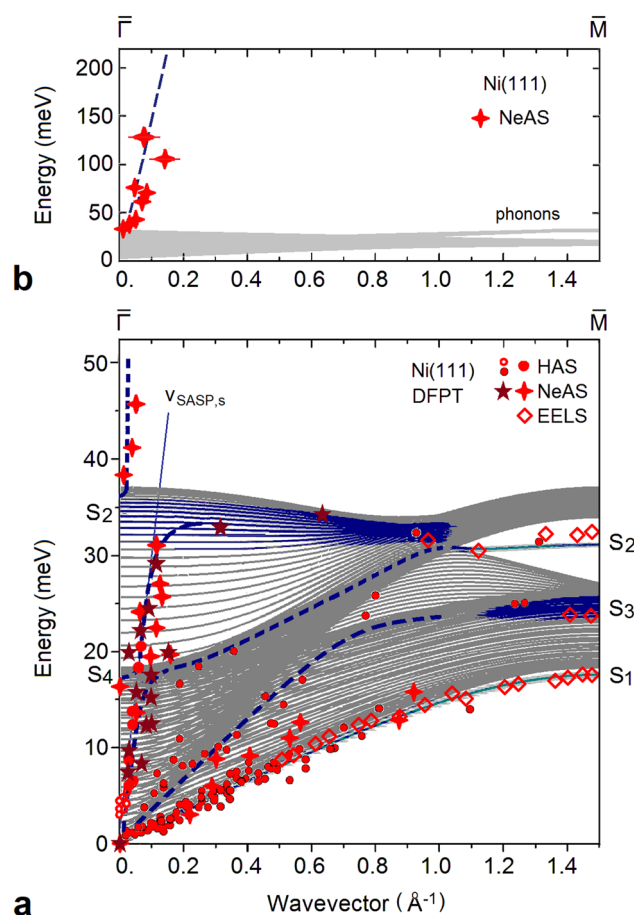 Γ̅ M̅
200
150
100
50
0
Energy (meV)
Ni(111)
NeAS
phonons
0. 0.2 0.4 0.6 0.8 1.0 1.2 1.4
b
Γ̅ M̅
50
40
30
20
10
0
Energy (meV)
vSASP,s
Ni(111)
DFPT
HAS
NeAS
EELS
S2
S4
S2
S3
S1
0. 0.2 0.4 0.6 0.8 1.0 1.2 1.4
Wavevector (Å-1)
a